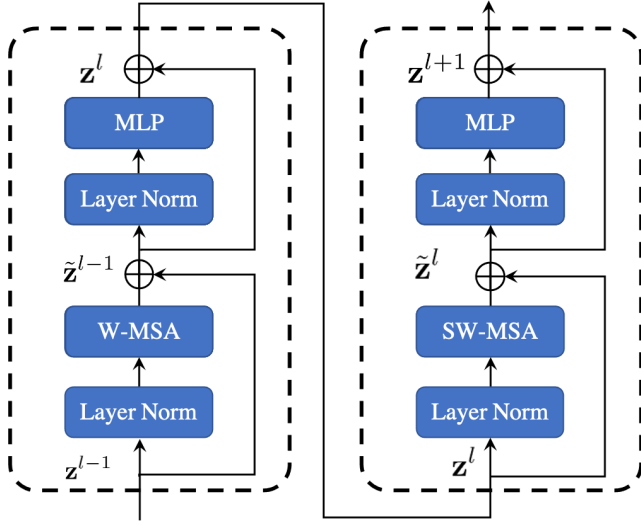 z^l
MLP
Layer Norm
z̃^{l−1}
W-MSA
Layer Norm
z^{l−1}
z^{l+1}
MLP
Layer Norm
z̃^l
SW-MSA
Layer Norm
z^l